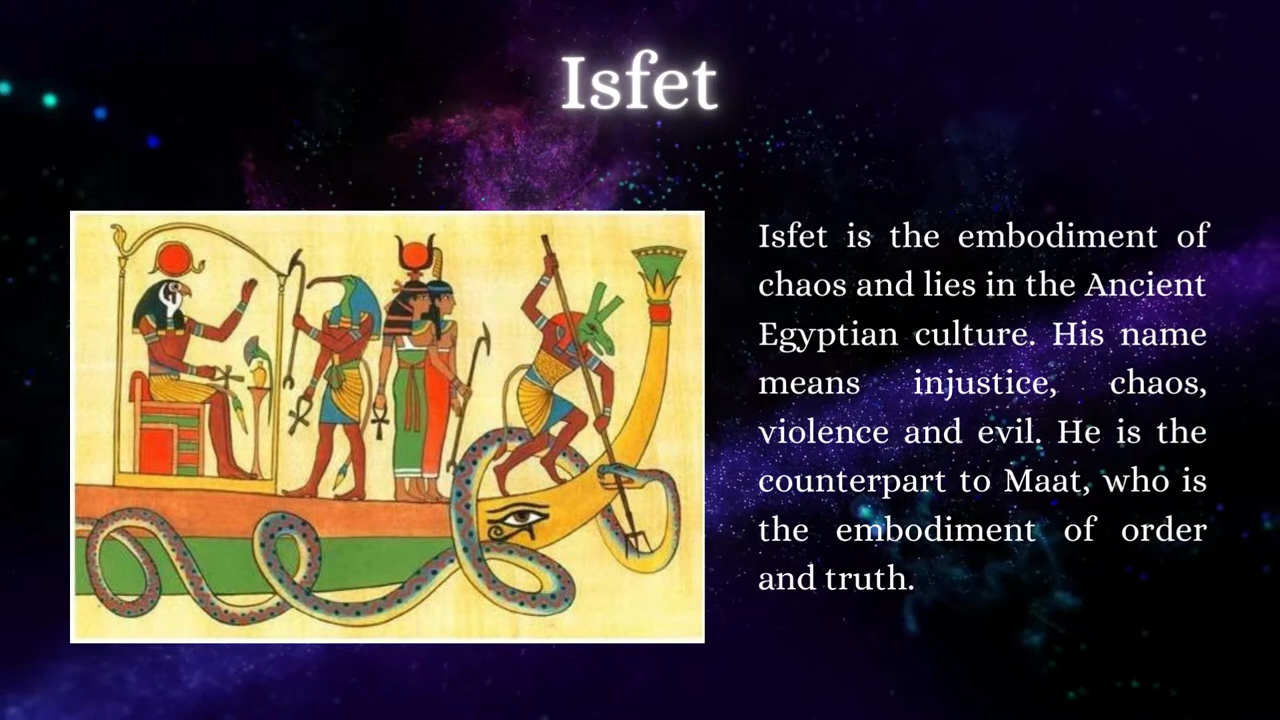 Isfet
Isfet is the embodiment of
chaos and lies in the Ancient
Egyptian culture. His name
means injustice, chaos,
violence and evil. He is the
counterpart to Maat, who is
the embodiment of order
and truth.